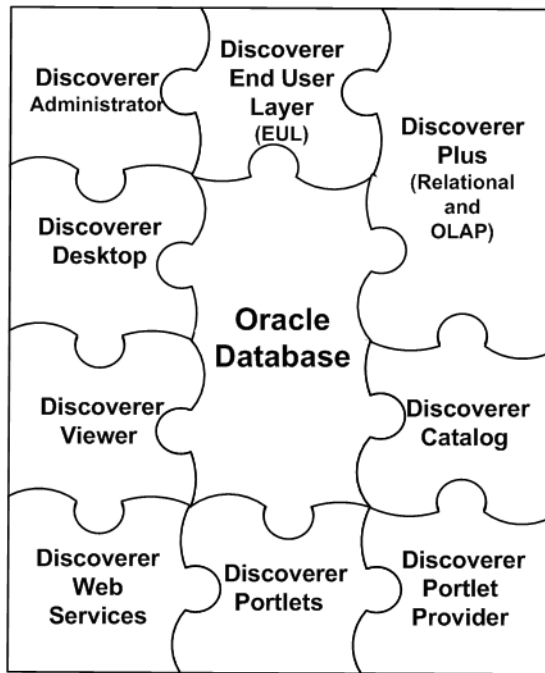 Discoverer
Administrator
Discoverer
End User
Layer
(EUL)
Discoverer
Plus
(Relational
and
OLAP)
Discoverer
Desktop
Oracle
Database
Discoverer
Viewer
Discoverer
Catalog
Discoverer
Web
Services
Discoverer
Portlets
Discoverer
Portlet
Provider